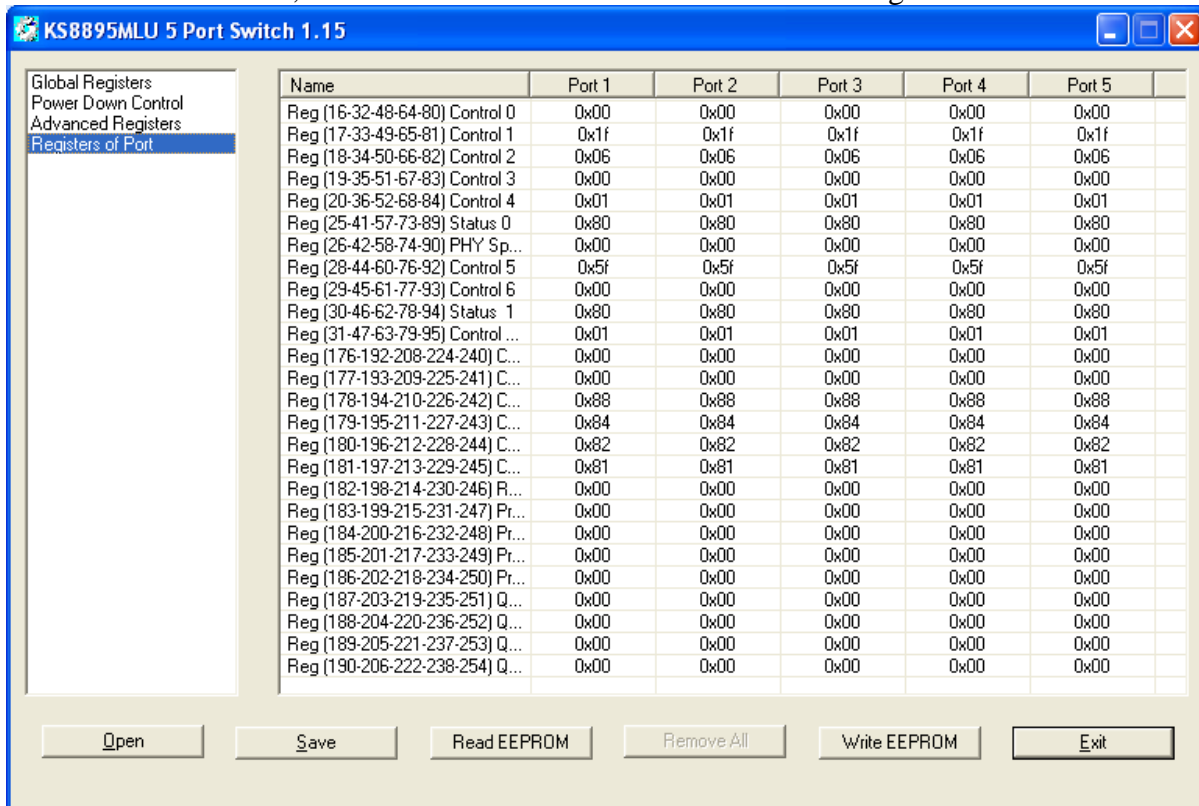 KS8895MLU 5 Port Switch 1.15
Global Registers
Power Down Control
Advanced Registers
Registers of Port
Name Port 1 Port 2 Port 3 Port 4 Port 5
Reg (16-32-48-64-80) Control 0 0x00 0x00 0x00 0x00 0x00
Reg (17-33-49-65-81) Control 1 0x1f 0x1f 0x1f 0x1f 0x1f
Reg (18-34-50-66-82) Control 2 0x06 0x06 0x06 0x06 0x06
Reg (19-35-51-67-83) Control 3 0x00 0x00 0x00 0x00 0x00
Reg (20-36-52-68-84) Control 4 0x01 0x01 0x01 0x01 0x01
Reg (25-41-57-73-89) Status 0 0x80 0x80 0x80 0x80 0x80
Reg (26-42-58-74-90) PHY Sp... 0x00 0x00 0x00 0x00 0x00
Reg (28-44-60-76-92) Control 5 0x5f 0x5f 0x5f 0x5f 0x5f
Reg (29-45-61-77-93) Control 6 0x00 0x00 0x00 0x00 0x00
Reg (30-46-62-78-94) Status 1 0x80 0x80 0x80 0x80 0x80
Reg (31-47-63-79-95) Control ... 0x01 0x01 0x01 0x01 0x01
Reg (176-192-208-224-240) C... 0x00 0x00 0x00 0x00 0x00
Reg (177-193-209-225-241) C... 0x00 0x00 0x00 0x00 0x00
Reg (178-194-210-226-242) C... 0x88 0x88 0x88 0x88 0x88
Reg (179-195-211-227-243) C... 0x84 0x84 0x84 0x84 0x84
Reg (180-196-212-228-244) C... 0x82 0x82 0x82 0x82 0x82
Reg (181-197-213-229-245) C... 0x81 0x81 0x81 0x81 0x81
Reg (182-198-214-230-246) R... 0x00 0x00 0x00 0x00 0x00
Reg (183-199-215-231-247) Pr... 0x00 0x00 0x00 0x00 0x00
Reg (184-200-216-232-248) Pr... 0x00 0x00 0x00 0x00 0x00
Reg (185-201-217-233-249) Pr... 0x00 0x00 0x00 0x00 0x00
Reg (186-202-218-234-250) Pr... 0x00 0x00 0x00 0x00 0x00
Reg (187-203-219-235-251) Q... 0x00 0x00 0x00 0x00 0x00
Reg (188-204-220-236-252) Q... 0x00 0x00 0x00 0x00 0x00
Reg (189-205-221-237-253) Q... 0x00 0x00 0x00 0x00 0x00
Reg (190-206-222-238-254) Q... 0x00 0x00 0x00 0x00 0x00
Open Save Read EEPROM Remove All Write EEPROM Exit